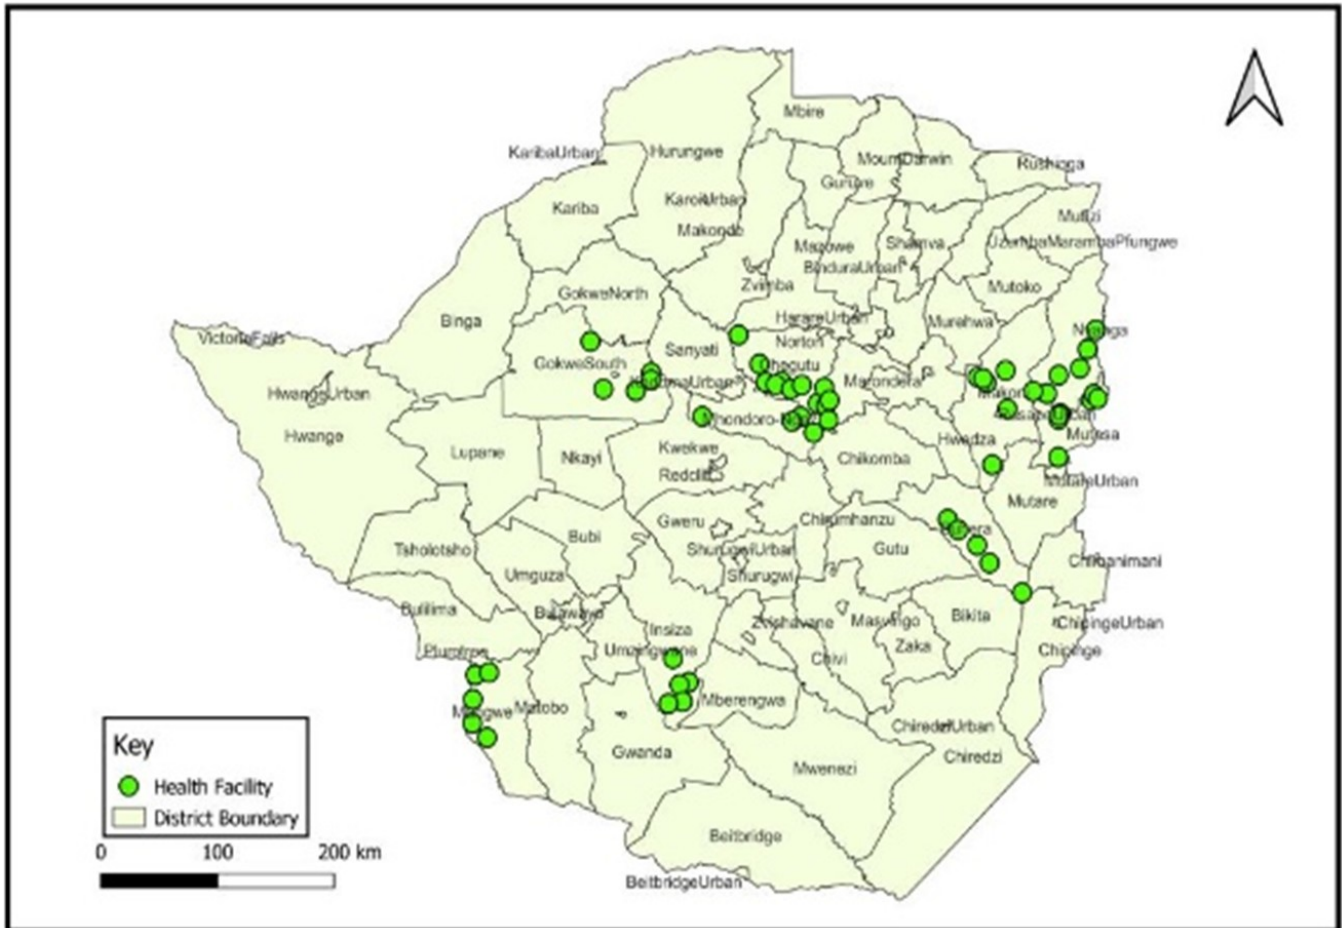 Mbire
KaribaUrban
Hurungwe
MountDarwin
Rushinga
Guruve
Kariba
KaroiUrban
Mudzi
Makonde
Mazowe
Shamva
UzumbaMarambaPfungwe
BinduraUrban
Zvimba
Mutoko
GokweNorth
Binga
HarareUrban
Murehwa
Nyanga
VictoriaFalls
Norton
Sanyati
GokweSouth
Chegutu
Marondera
HwangeUrban
Hwange
Mutasa
Hwedza
Lupane
Nkayi
Kwekwe
Chikomba
Redcliff
MutareUrban
Mutare
Gweru
Chirumhanzu
Bubi
Tsholotsho
ShurugwiUrban
Gutu
Chimanimani
Umguza
Shurugwi
Bulilima
Bulawayo
Insiza
Zvishavane
Masvingo
Bikita
ChipingeUrban
Plumtree
Umzingwane
Chivi
Zaka
Chipinge
Matobo
Mberengwa
ChiredziUrban
Gwanda
Mwenezi
Chiredzi
Beitbridge
BeitbridgeUrban
Key
Health Facility
District Boundary
0 100 200 km